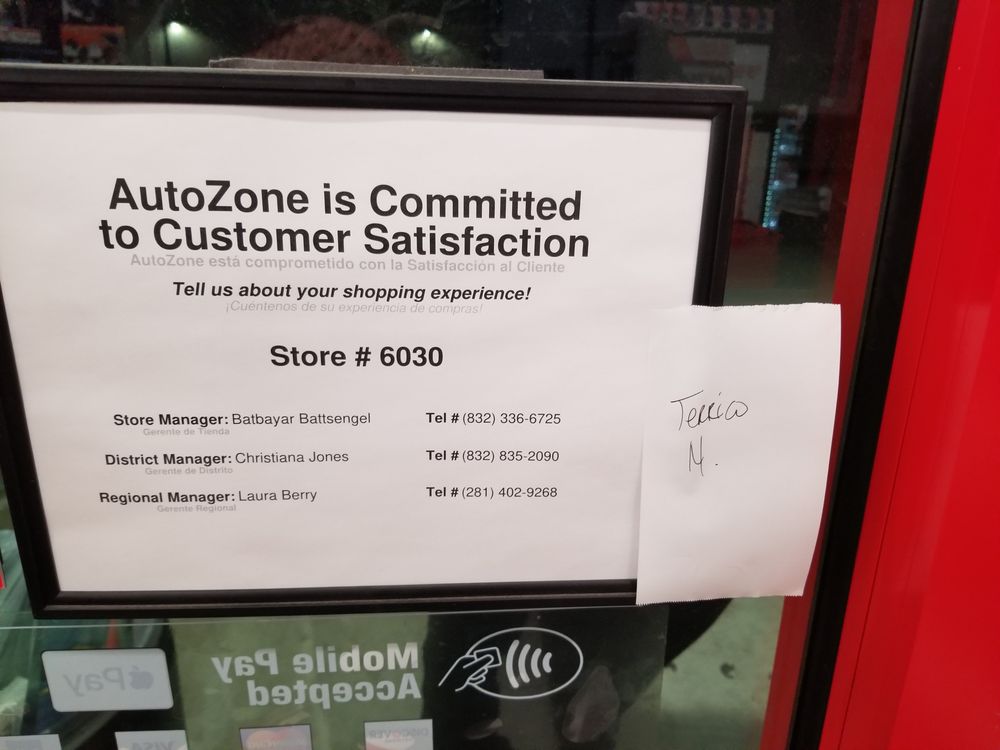 AutoZone is Committed
to Customer Satisfaction
AutoZone está comprometido con la Satisfacción al Cliente
Tell us about your shopping experience!
¡Cuéntenos de su experiencia de compras!
Store # 6030
Store Manager: Batbayar Battsengel Tel # (832) 336-6725
Gerente de Tienda
District Manager: Christiana Jones Tel # (832) 835-2090
Gerente de Distrito
Regional Manager: Laura Berry Tel # (281) 402-9268
Gerente Regional
N.
Mobile Pay
Accepted
Pay
VISA
DISCOVER